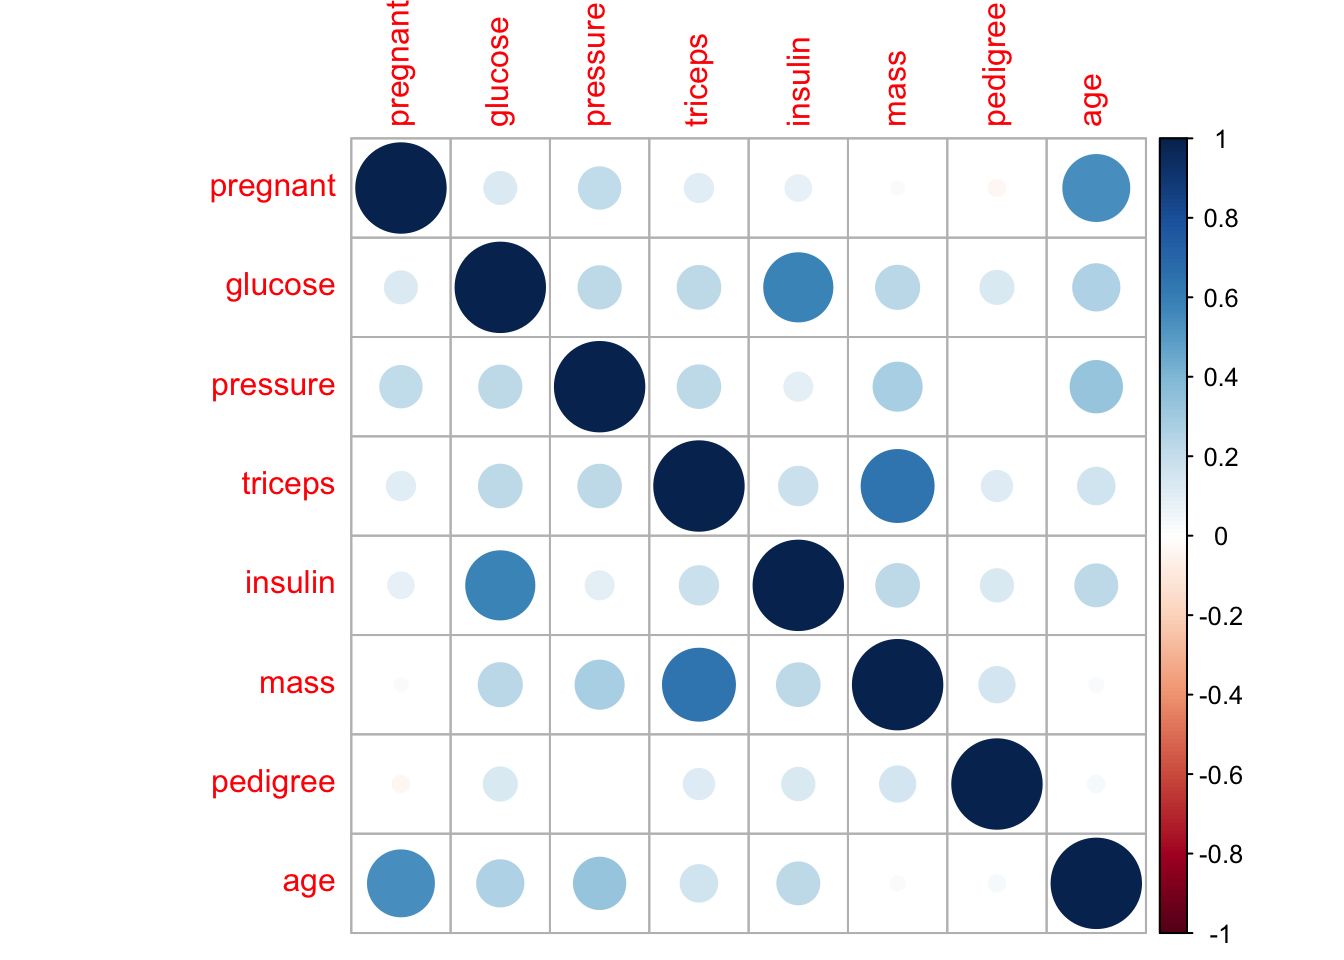 pregnant
glucose
pressure
triceps
insulin
mass
pedigree
age
pregnant
glucose
pressure
triceps
insulin
mass
pedigree
age
1
0.8
0.6
0.4
0.2
0
-0.2
-0.4
-0.6
-0.8
-1